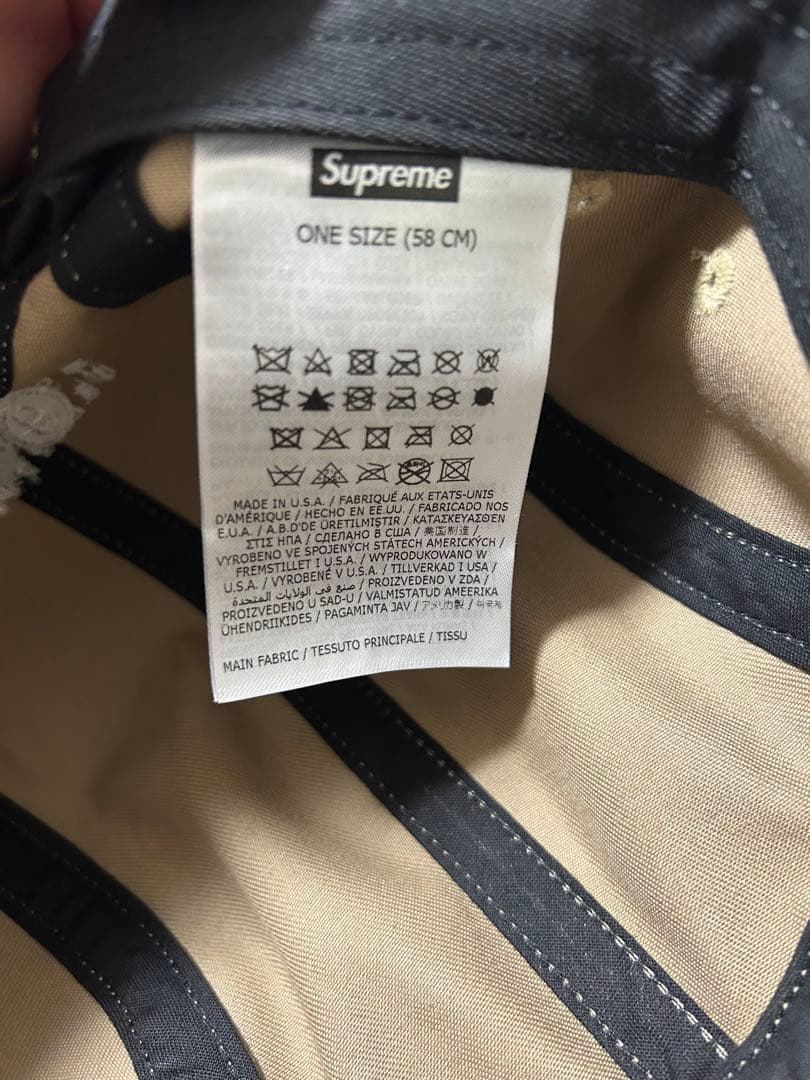 Supreme
ONE SIZE (58 CM)
MADE IN U.S.A. / FABRIQUÉ AUX ETATS-UNIS
D'AMÉRIQUE / HECHO EN EE.UU. / FABRICADO NOS
E.U.A. / A.B.D'DE ÜRETILMIŞTIR / ΚΑΤΑΣΚΕΥΑΣΘΕΝ
ΣΤΙΣ ΗΠΑ / СДЕЛАНО В США / 美国制造 /
VYROBENO VE SPOJENÝCH STÁTECH AMERICKÝCH /
FREMSTILLET I U.S.A. / WYPRODUKOWANO W
U.S.A. / VYROBENÉ V U.S.A. / TILLVERKAD I USA /
صنع في الولايات المتحدة / PROIZVEDENO V ZDA /
PROIZVEDENO U SAD-U / VALMISTATUD AMEERIKA
ÜHENDRIIKIDES / PAGAMINTA JAV / アメリカ製 /
MAIN FABRIC / TESSUTO PRINCIPALE / TISSU